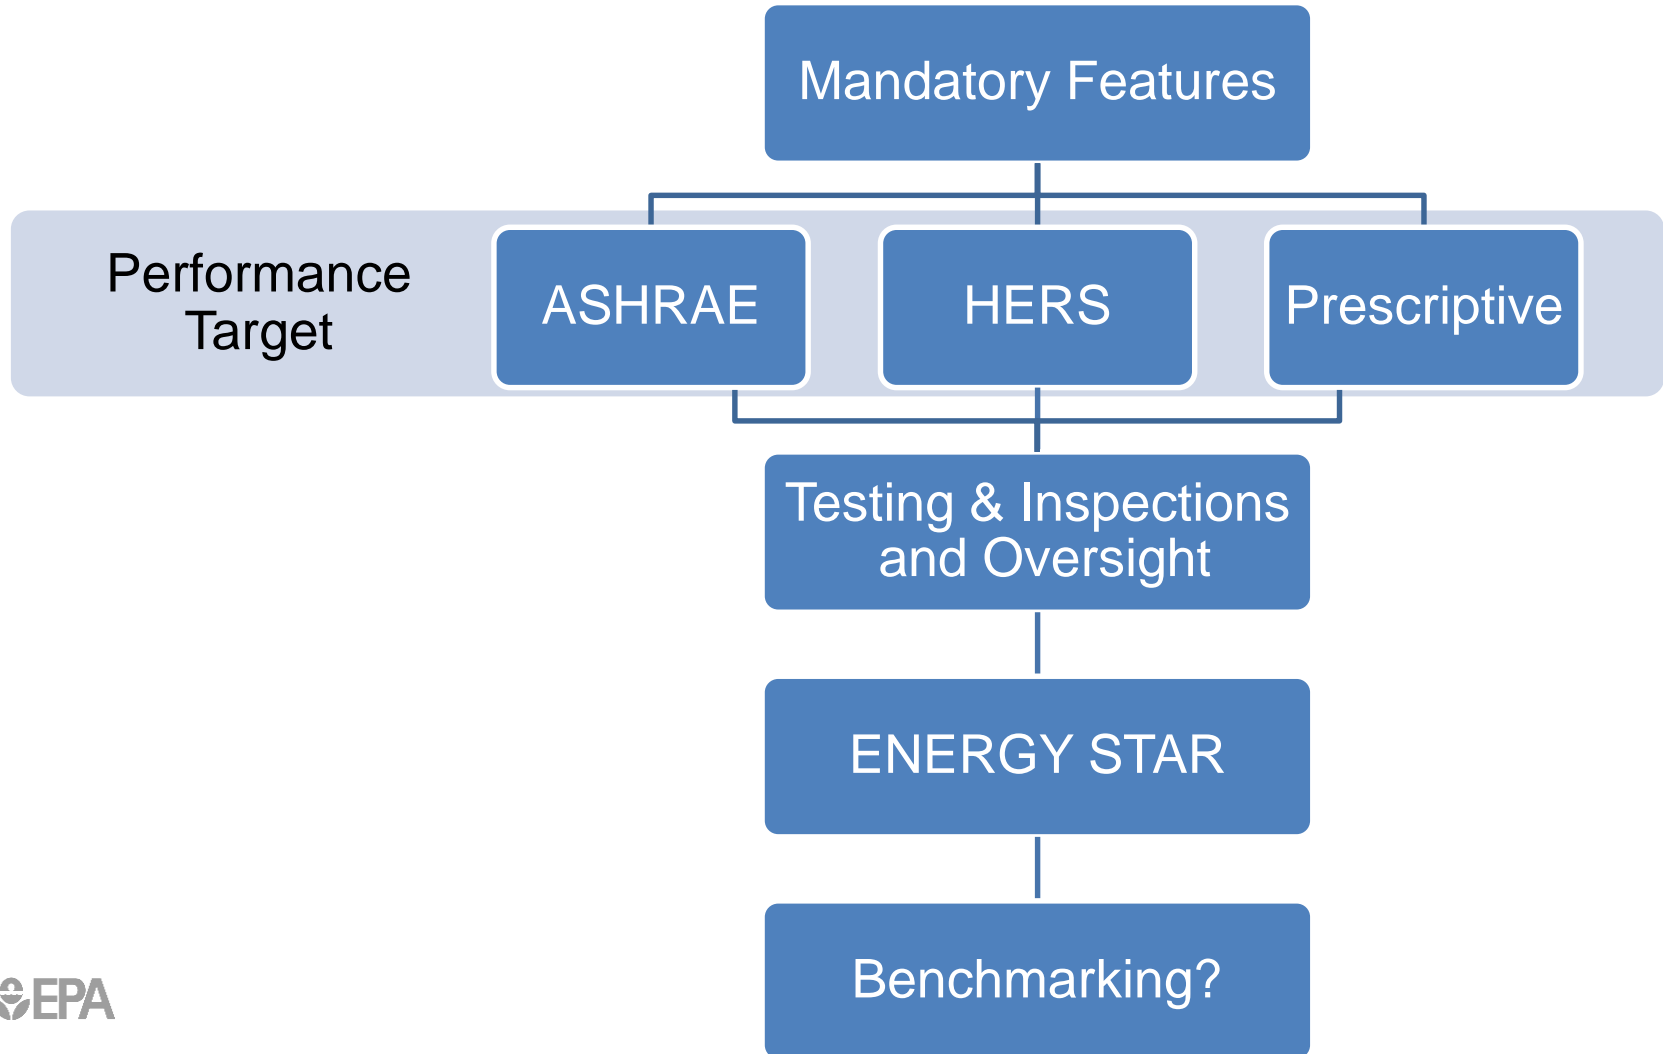 Mandatory Features
Performance
Target
ASHRAE
HERS
Prescriptive
Testing & Inspections
and Oversight
ENERGY STAR
Benchmarking?
EPA